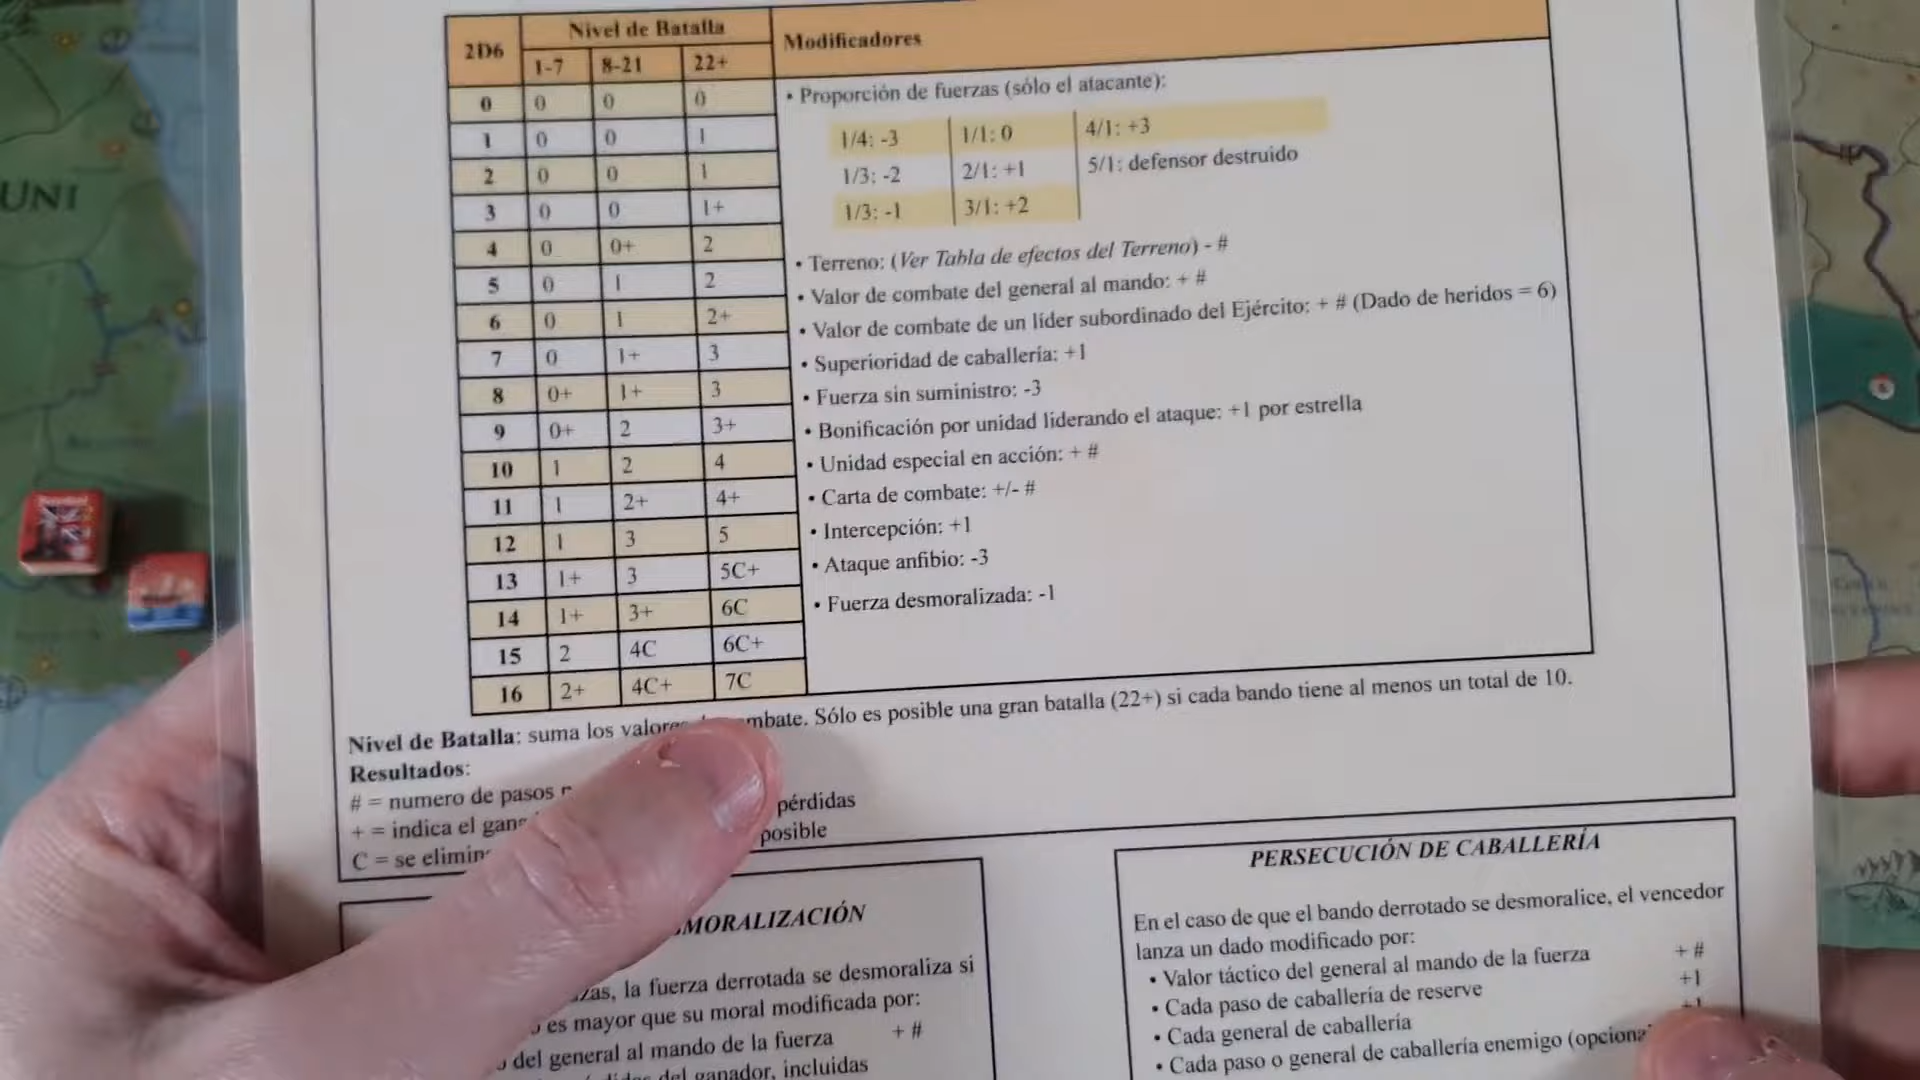 UNI
2D6 Nivel de Batalla Modificadores
1-7 8-21 22+
0 0 0 0
1 0 0 1
2 0 0 1
3 0 0 1+
4 0 0+ 2
5 0 1 2
6 0 1 2+
7 0 1+ 3
8 0+ 1+ 3
9 0+ 2 3+
10 1 2 4
11 1 2+ 4+
12 1 3 5
13 1+ 3 5C+
14 1+ 3+ 6C
15 2 4C 6C+
16 2+ 4C+ 7C
• Proporción de fuerzas (sólo el atacante):
1/4: -3 1/1: 0 4/1: +3
1/3: -2 2/1: +1 5/1: defensor destruido
1/3: -1 3/1: +2
• Terreno: (Ver Tabla de efectos del Terreno) - #
• Valor de combate del general al mando: + #
• Valor de combate de un líder subordinado del Ejército: + # (Dado de heridos = 6)
• Superioridad de caballería: +1
• Fuerza sin suministro: -3
• Bonificación por unidad liderando el ataque: +1 por estrella
• Unidad especial en acción: + #
• Carta de combate: +/- #
• Intercepción: +1
• Ataque anfibio: -3
• Fuerza desmoralizada: -1
Nivel de Batalla: suma los valores mbate. Sólo es posible una gran batalla (22+) si cada bando tiene al menos un total de 10.
Resultados:
# = numero de pasos pérdidas
+ = indica el gan posible
C = se elimin
MORALIZACIÓN
zas, la fuerza derrotada se desmoraliza si
es mayor que su moral modificada por:
del general al mando de la fuerza + #
del ganador, incluidas
PERSECUCIÓN DE CABALLERÍA
En el caso de que el bando derrotado se desmoralice, el vencedor
lanza un dado modificado por:
• Valor táctico del general al mando de la fuerza + #
• Cada paso de caballería de reserve +1
• Cada general de caballería +1
• Cada paso o general de caballería enemigo (opciona